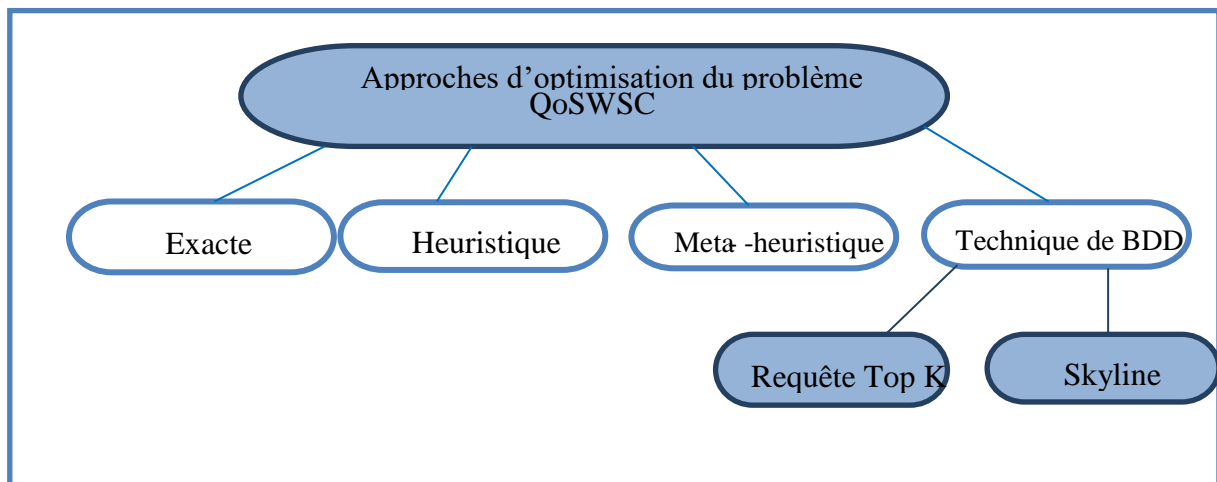 Approches d’optimisation du problème
QoSWSC
Exacte
Heuristique
Meta- -heuristique
Technique de BDD
Requête Top K
Skyline